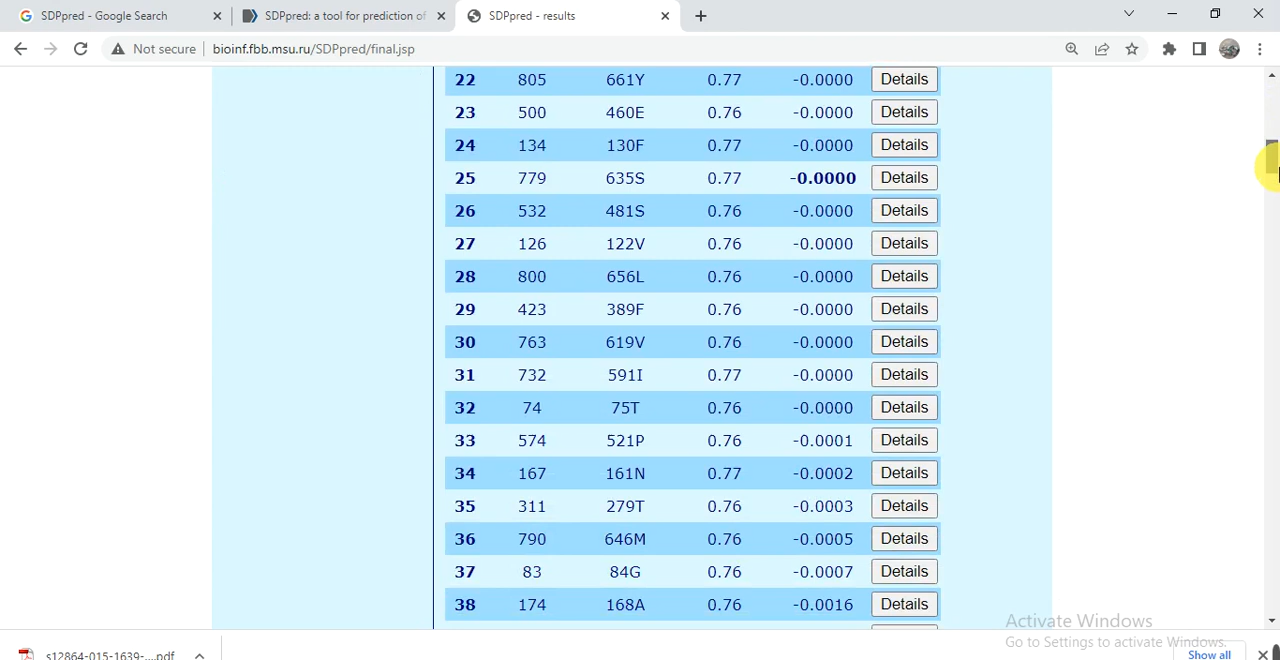 SDPpred - Google Search
SDPpred: a tool for prediction of
SDPpred - results
Not secure
bioinf.fbb.msu.ru/SDPpred/final.jsp
22 805 661Y 0.77 -0.0000 Details
23 500 460E 0.76 -0.0000 Details
24 134 130F 0.77 -0.0000 Details
25 779 635S 0.77 -0.0000 Details
26 532 481S 0.76 -0.0000 Details
27 126 122V 0.76 -0.0000 Details
28 800 656L 0.76 -0.0000 Details
29 423 389F 0.76 -0.0000 Details
30 763 619V 0.76 -0.0000 Details
31 732 591I 0.77 -0.0000 Details
32 74 75T 0.76 -0.0000 Details
33 574 521P 0.76 -0.0001 Details
34 167 161N 0.77 -0.0002 Details
35 311 279T 0.76 -0.0003 Details
36 790 646M 0.76 -0.0005 Details
37 83 84G 0.76 -0.0007 Details
38 174 168A 0.76 -0.0016 Details
Activate Windows
Go to Settings to activate Windows.
s12864-015-1639-....pdf
Show all